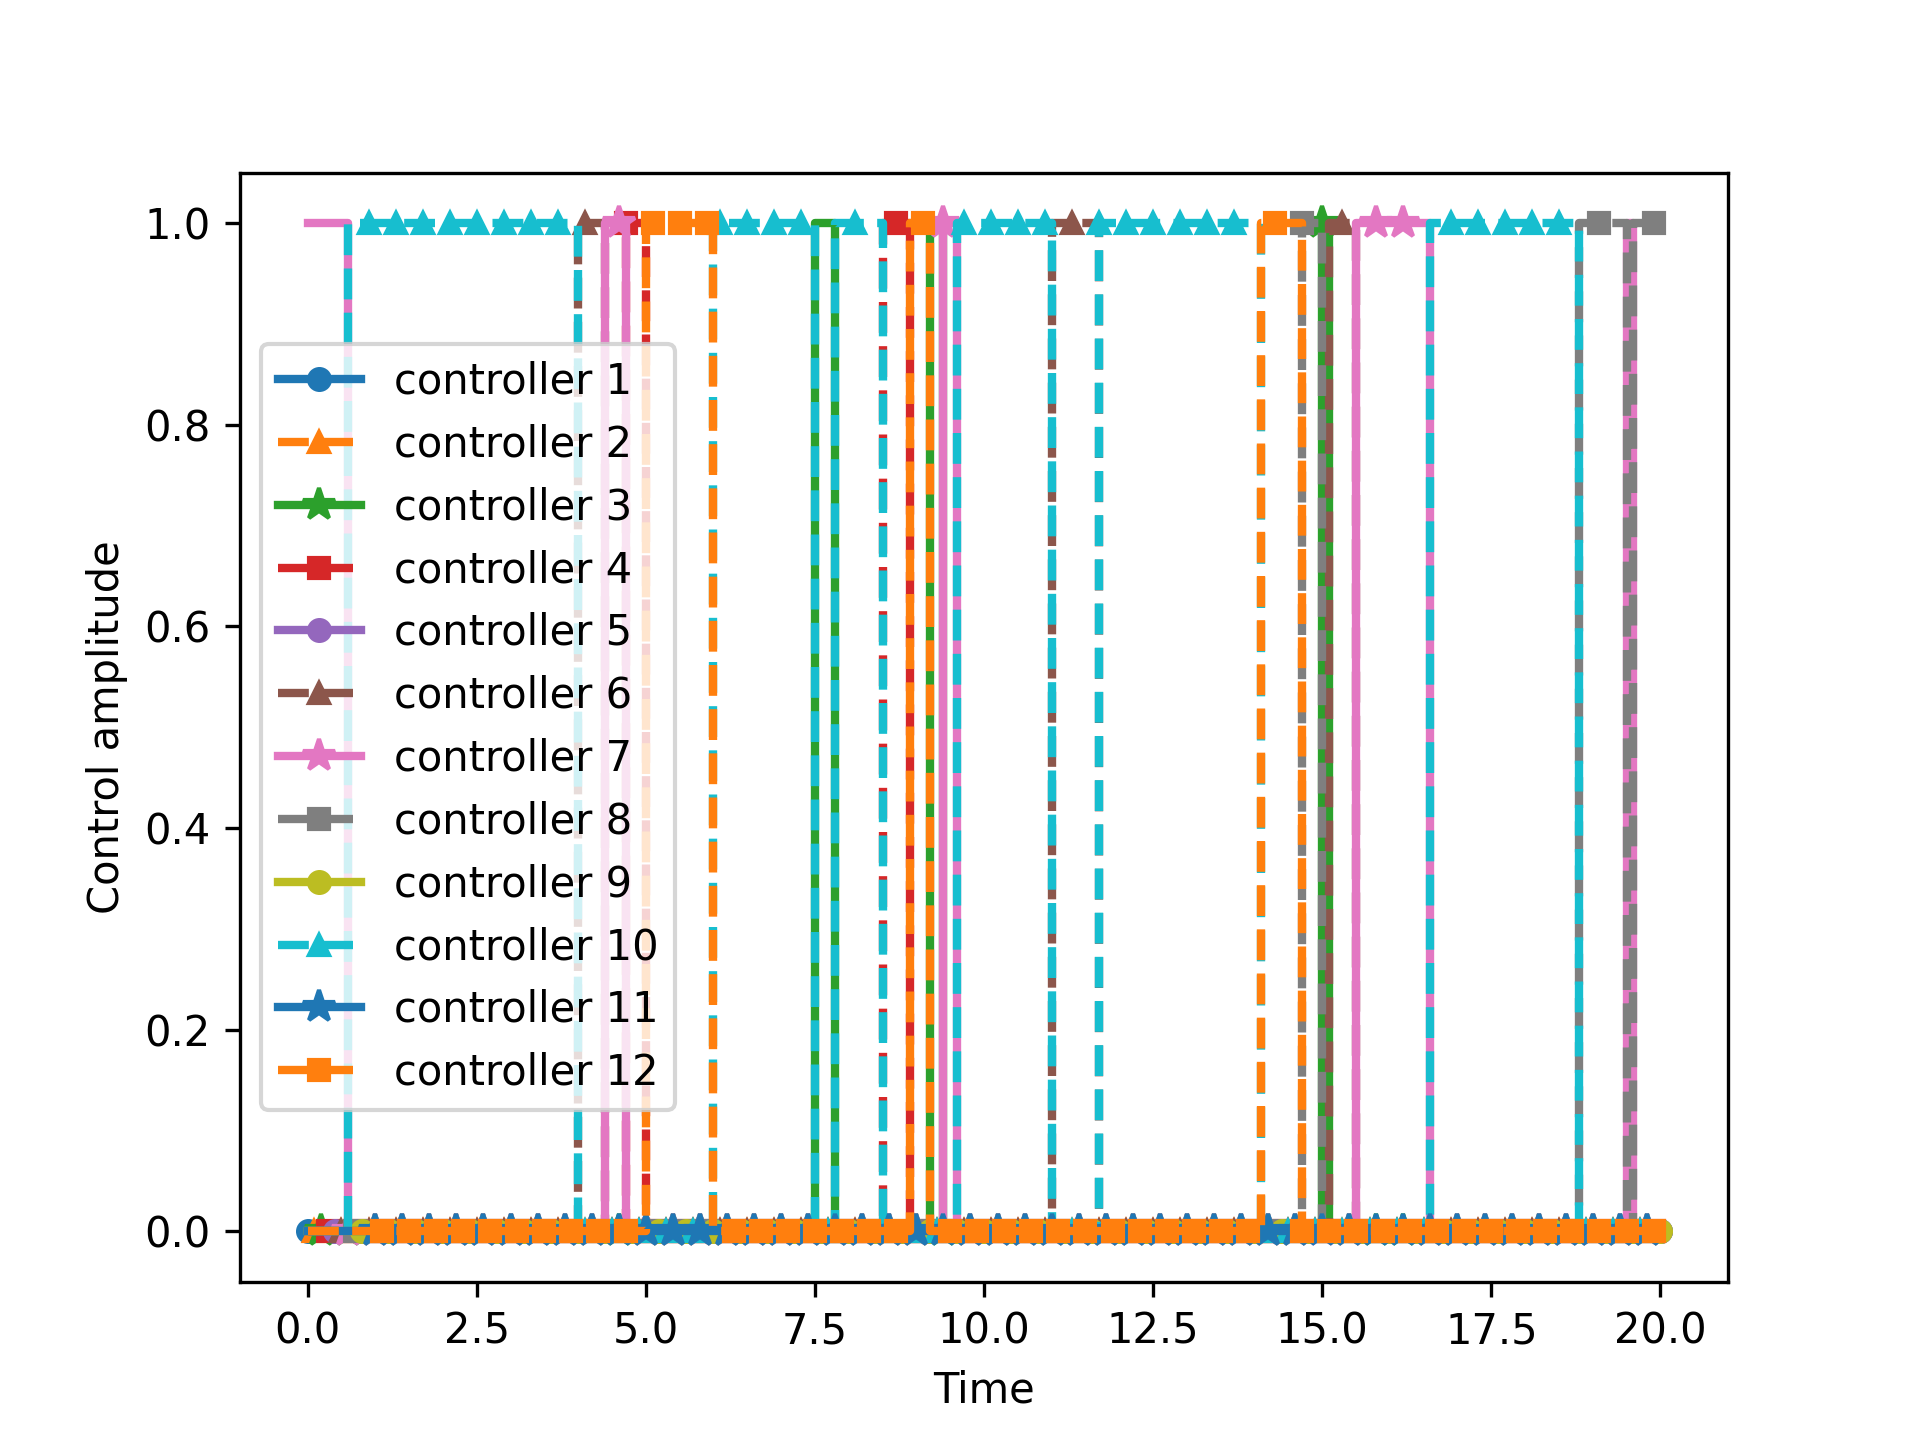 1.0
0.8
0.6
0.4
0.2
0.0
Control amplitude
controller 1
controller 2
controller 3
controller 4
controller 5
controller 6
controller 7
controller 8
controller 9
controller 10
controller 11
controller 12
0.0 2.5 5.0 7.5 10.0 12.5 15.0 17.5 20.0
Time